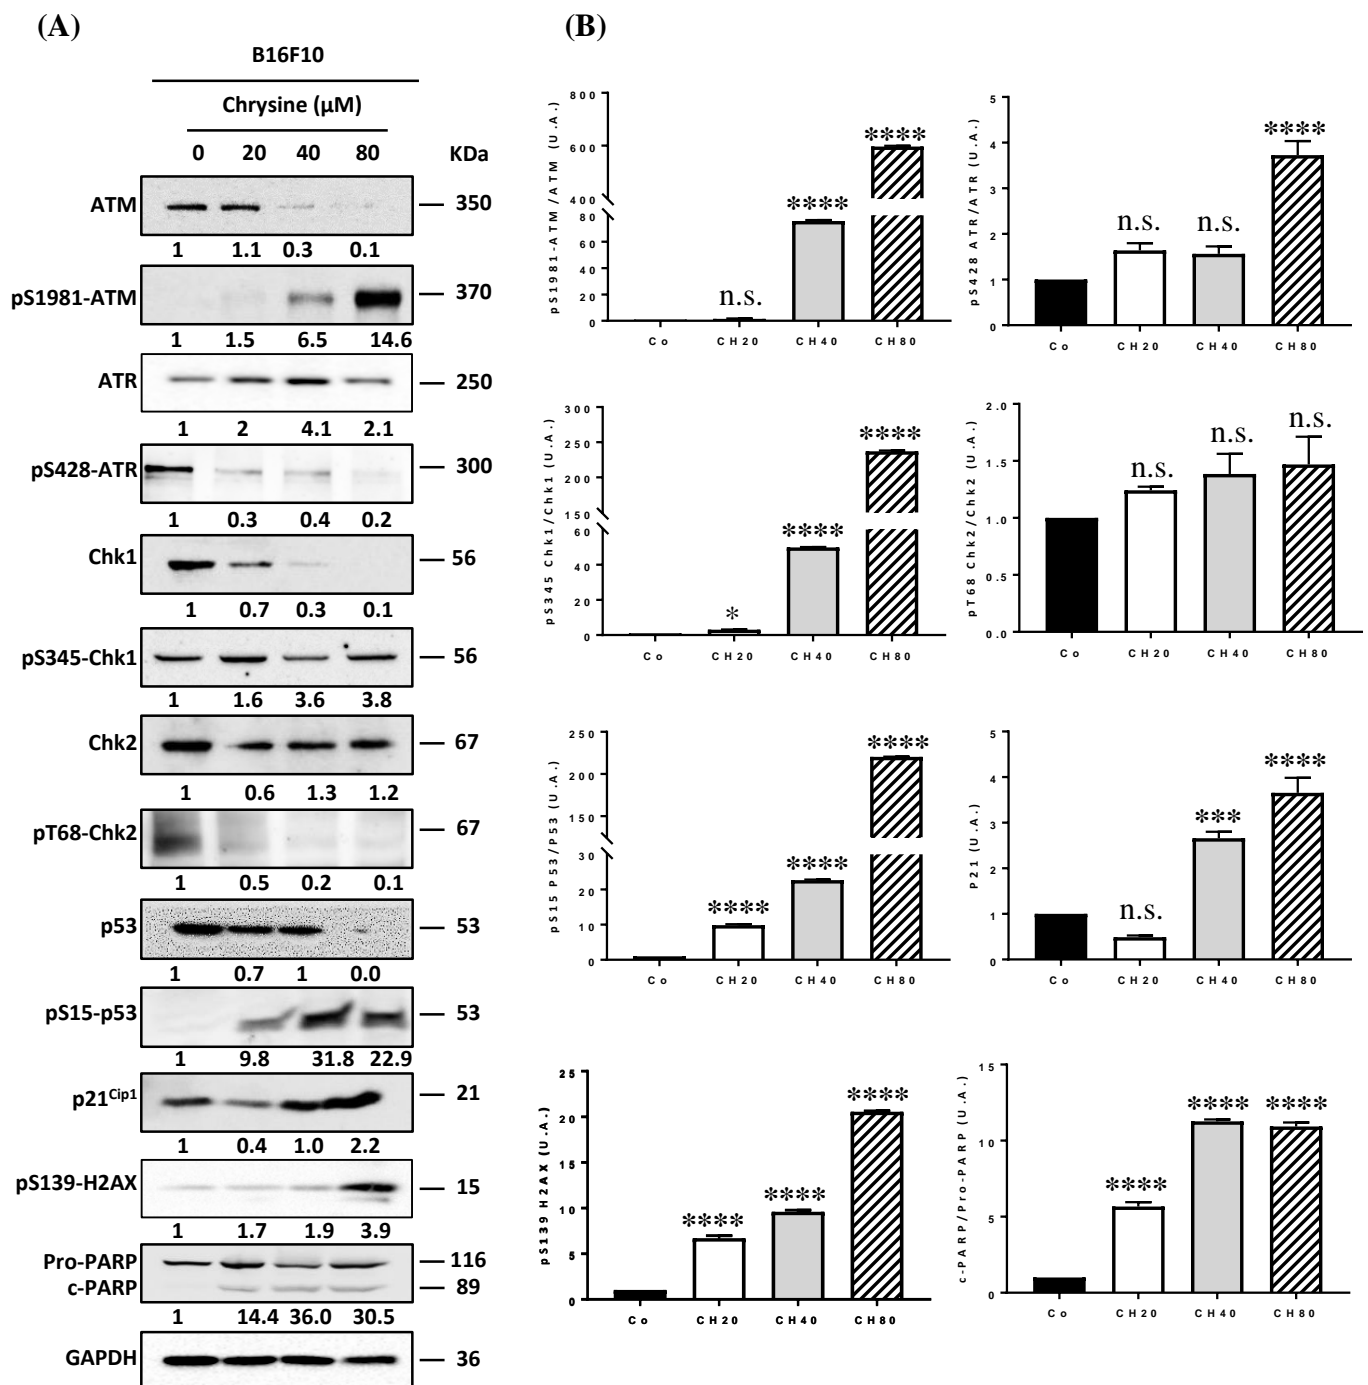 (A)
B16F10
Chrysine (µM)
0 20 40 80 KDa
ATM 350
1 1.1 0.3 0.1
pS1981-ATM 370
1 1.5 6.5 14.6
ATR 250
1 2 4.1 2.1
pS428-ATR 300
1 0.3 0.4 0.2
Chk1 56
1 0.7 0.3 0.1
pS345-Chk1 56
1 1.6 3.6 3.8
Chk2 67
1 0.6 1.3 1.2
pT68-Chk2 67
1 0.5 0.2 0.1
p53 53
1 0.7 1 0.0
pS15-p53 53
1 9.8 31.8 22.9
p21Cip1 21
1 0.4 1.0 2.2
pS139-H2AX 15
1 1.7 1.9 3.9
Pro-PARP 116
c-PARP 89
1 14.4 36.0 30.5
GAPDH 36
(B)
pS1981-ATM/ATM (U.A.)
800
600
400
80
60
40
20
0
n.s. **** ****
Co CH20 CH40 CH80
pS428 ATR/ATR (U.A.)
5
4
3
2
1
0
n.s. n.s. ****
Co CH20 CH40 CH80
pS345 Chk1/Chk1 (U.A.)
300
250
200
150
60
40
20
0
* **** ****
Co CH20 CH40 CH80
pT68 Chk2/Chk2 (U.A.)
2.0
1.5
1.0
0.5
0.0
n.s. n.s. n.s.
Co CH20 CH40 CH80
pS15 P53/P53 (U.A.)
250
200
150
100
30
20
10
0
**** **** ****
Co CH20 CH40 CH80
P21 (U.A.)
5
4
3
2
1
0
n.s. *** ****
Co CH20 CH40 CH80
pS139 H2AX (U.A.)
25
20
15
10
5
0
**** **** ****
Co CH20 CH40 CH80
c-PARP/Pro-PARP (U.A.)
15
10
5
0
**** **** ****
Co CH20 CH40 CH80